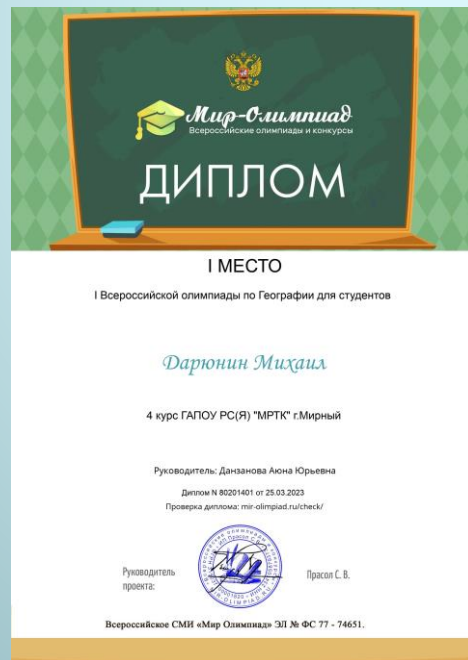 Мир-Олимпиад
Всероссийские олимпиады и конкурсы
ДИПЛОМ
I МЕСТО
I Всероссийской олимпиады по Географии для студентов
Дарюнин Михаил
4 курс ГАПОУ РС(Я) "МРТК" г.Мирный
Руководитель: Данзанова Аюна Юрьевна
Диплом N 80201401 от 25.03.2023
Проверка диплома: mir-olimpiad.ru/check/
Руководитель
проекта:
Прасол С. В.
Всероссийское СМИ «Мир Олимпиад» ЭЛ № ФС 77 - 74651.